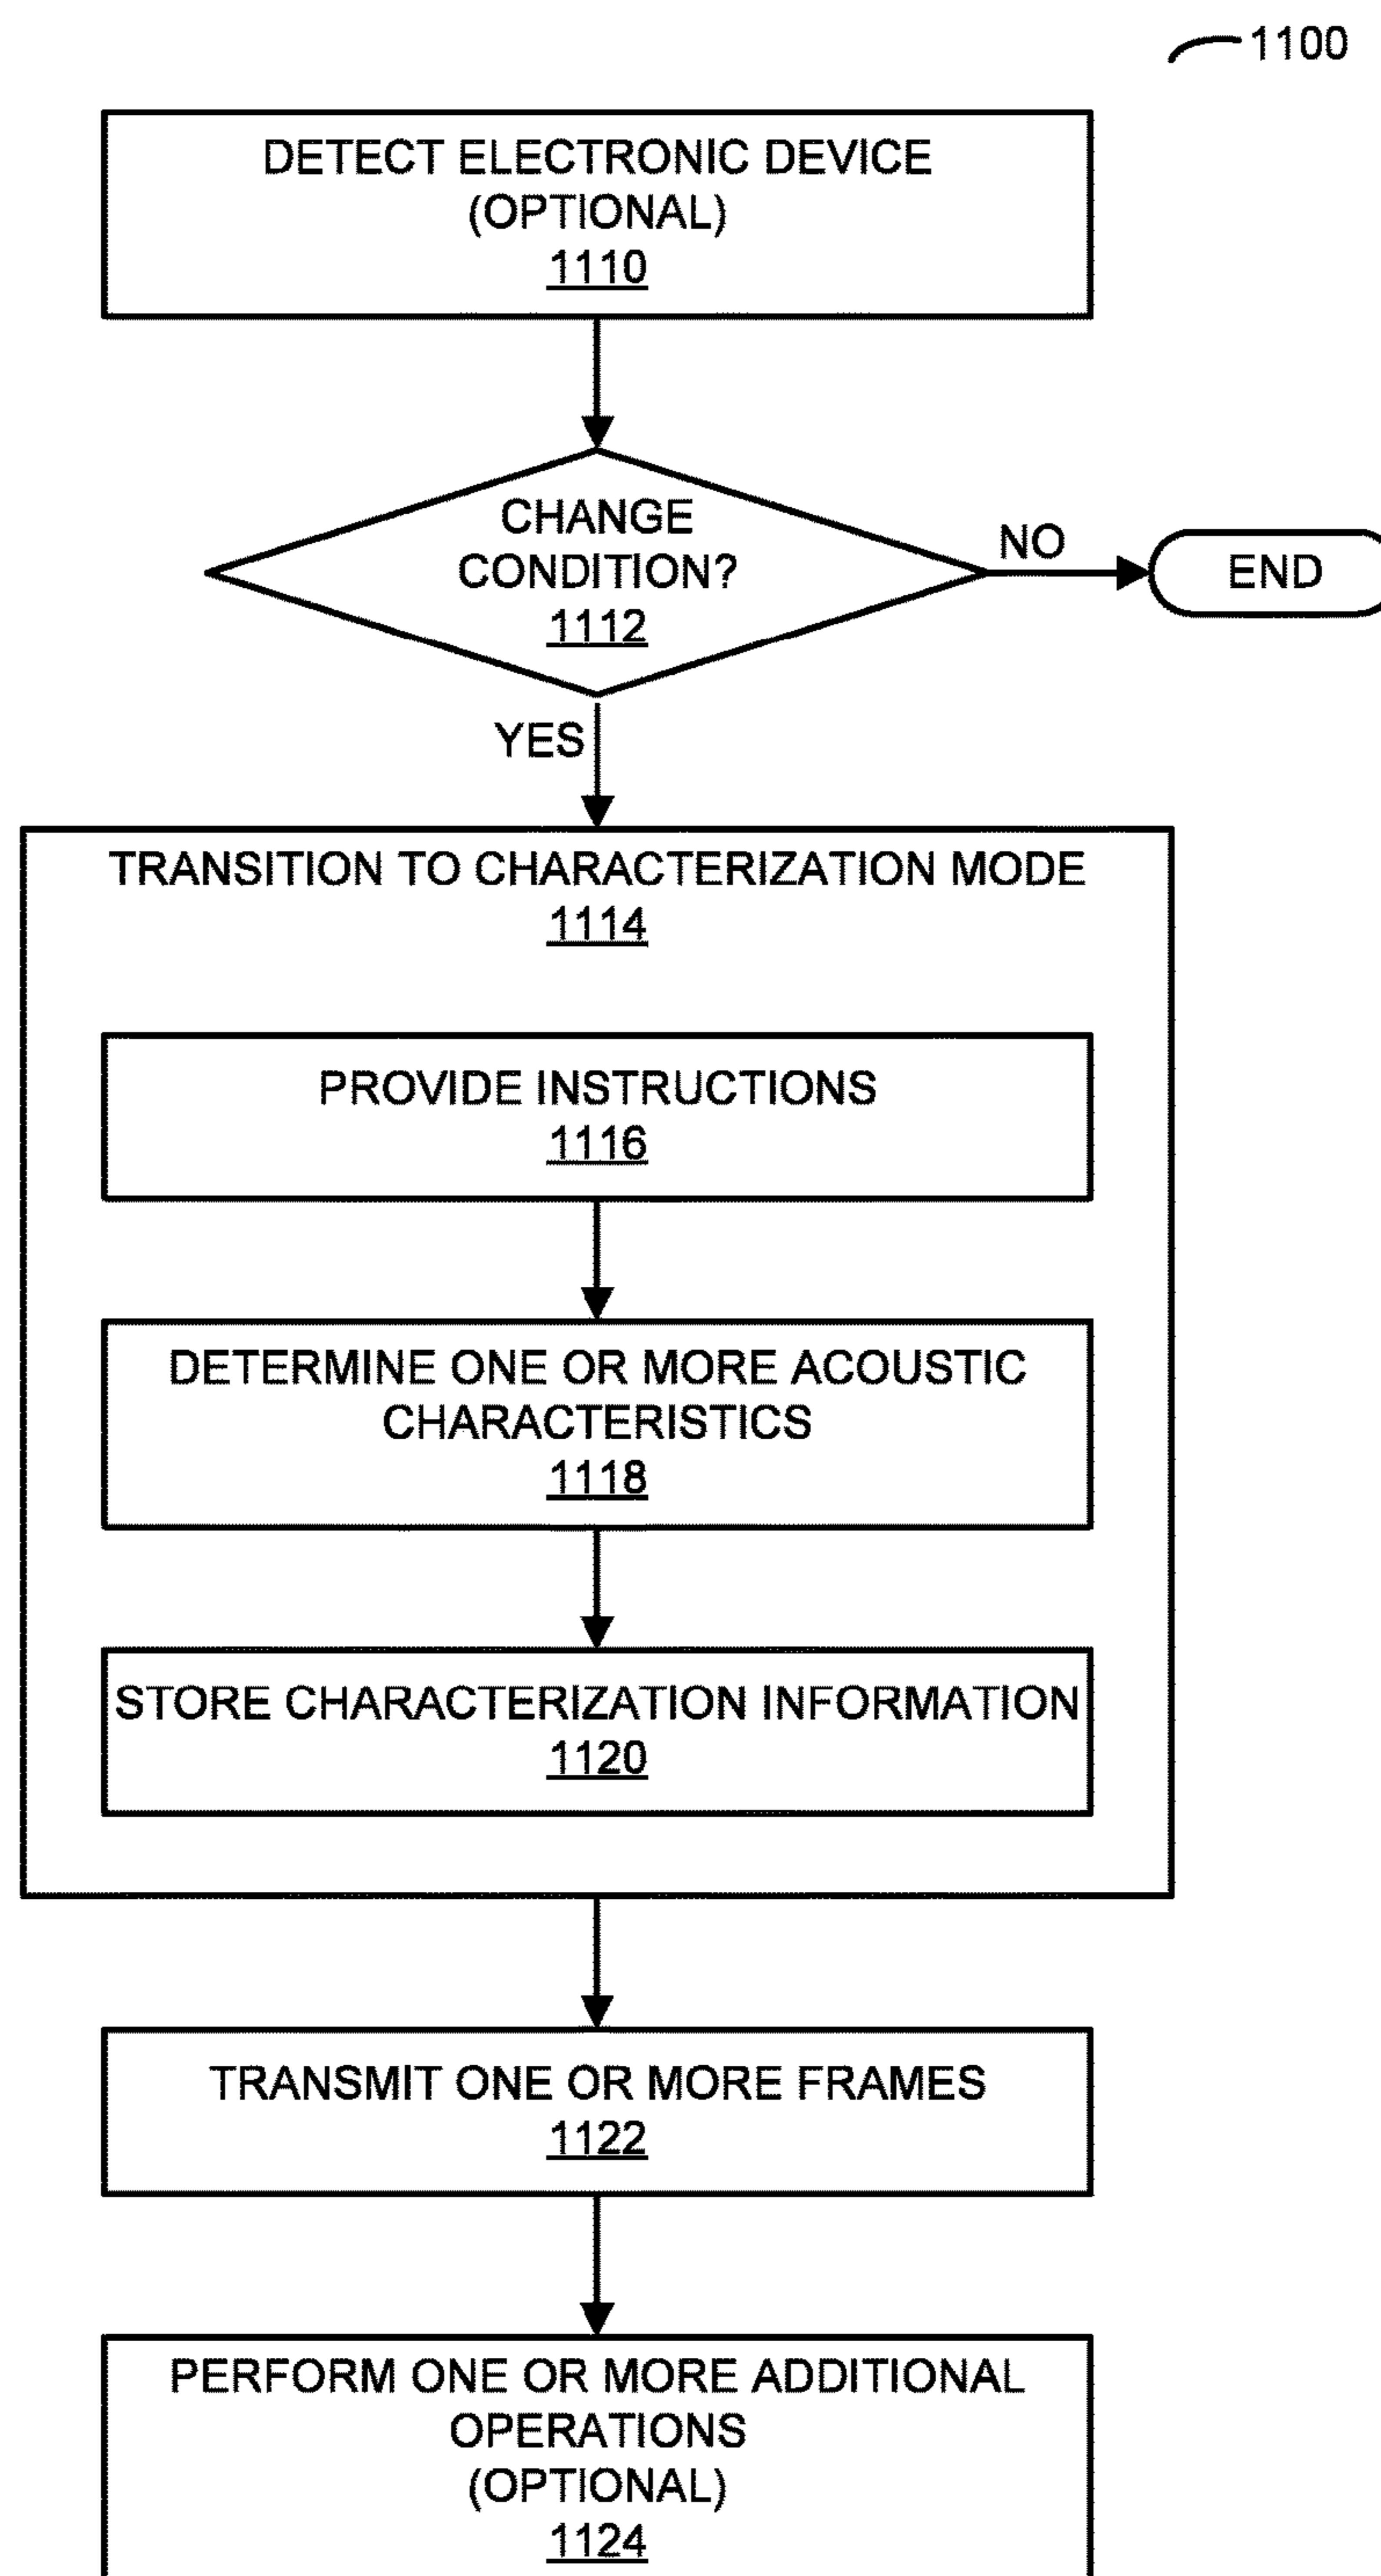 1100
DETECT ELECTRONIC DEVICE
(OPTIONAL)
1110
CHANGE
CONDITION?
1112
NO
END
YES
TRANSITION TO CHARACTERIZATION MODE
1114
PROVIDE INSTRUCTIONS
1116
DETERMINE ONE OR MORE ACOUSTIC
CHARACTERISTICS
1118
STORE CHARACTERIZATION INFORMATION
1120
TRANSMIT ONE OR MORE FRAMES
1122
PERFORM ONE OR MORE ADDITIONAL
OPERATIONS
(OPTIONAL)
1124